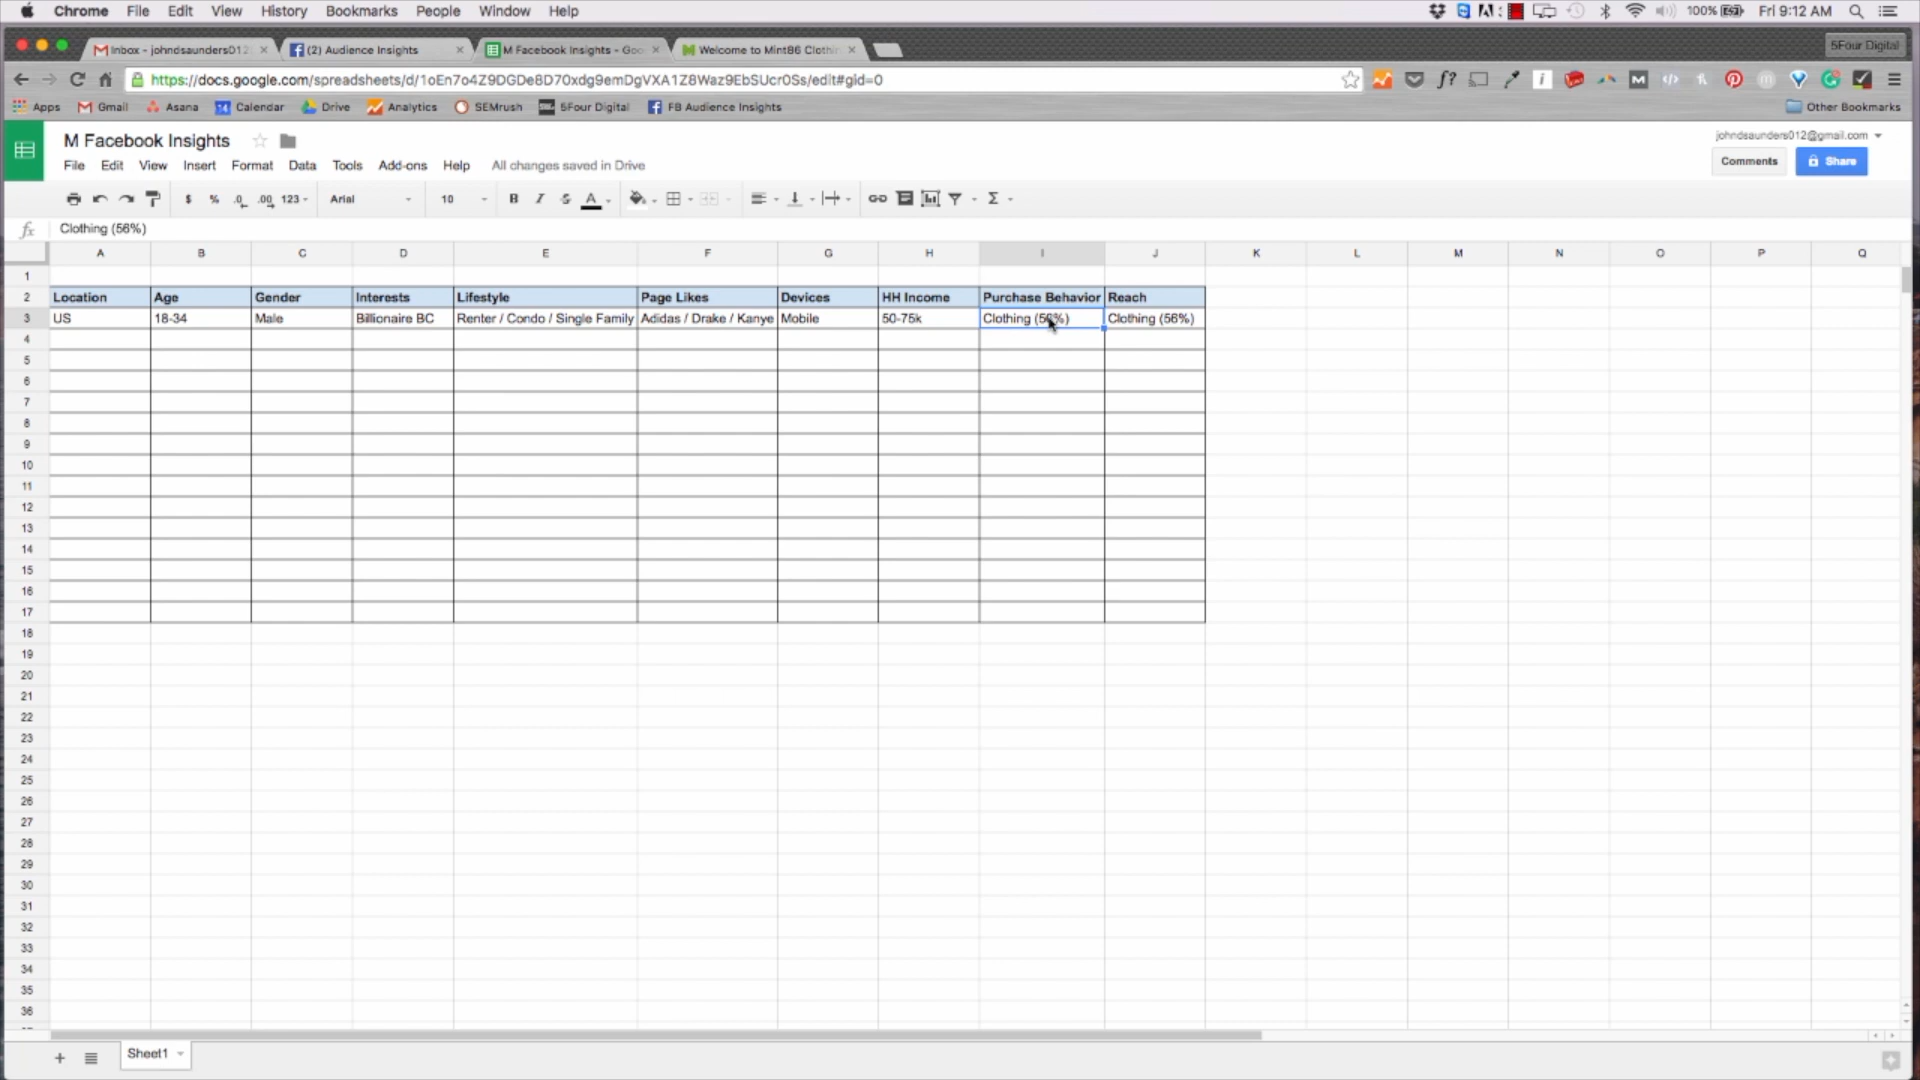 Chrome File Edit View History Bookmarks People Window Help 100% Fri 9:12 AM
Inbox - johndsaunders012 (2) Audience Insights M Facebook Insights - Goo Welcome to Mint86 Clothin 5Four Digital
https://docs.google.com/spreadsheets/d/1oEn7o4Z9DGDe8D70xdg9emDgVXA1Z8Waz9EbSUcr0Ss/edit#gid=0
Apps Gmail Asana Calendar Drive Analytics SEMrush 5Four Digital FB Audience Insights Other Bookmarks
M Facebook Insights johndsaunders012@gmail.com
File Edit View Insert Format Data Tools Add-ons Help All changes saved in Drive Comments Share
$ % .0 .00 123 Arial 10 B I S A Σ
fx Clothing (56%)
A B C D E F G H I J K L M N O P Q
1
2 Location Age Gender Interests Lifestyle Page Likes Devices HH Income Purchase Behavior Reach
3 US 18-34 Male Billionaire BC Renter / Condo / Single Family Adidas / Drake / Kanye Mobile 50-75k Clothing (56%) Clothing (56%)
4
5
6
7
8
9
10
11
12
13
14
15
16
17
18
19
20
21
22
23
24
25
26
27
28
29
30
31
32
33
34
35
36
Sheet1